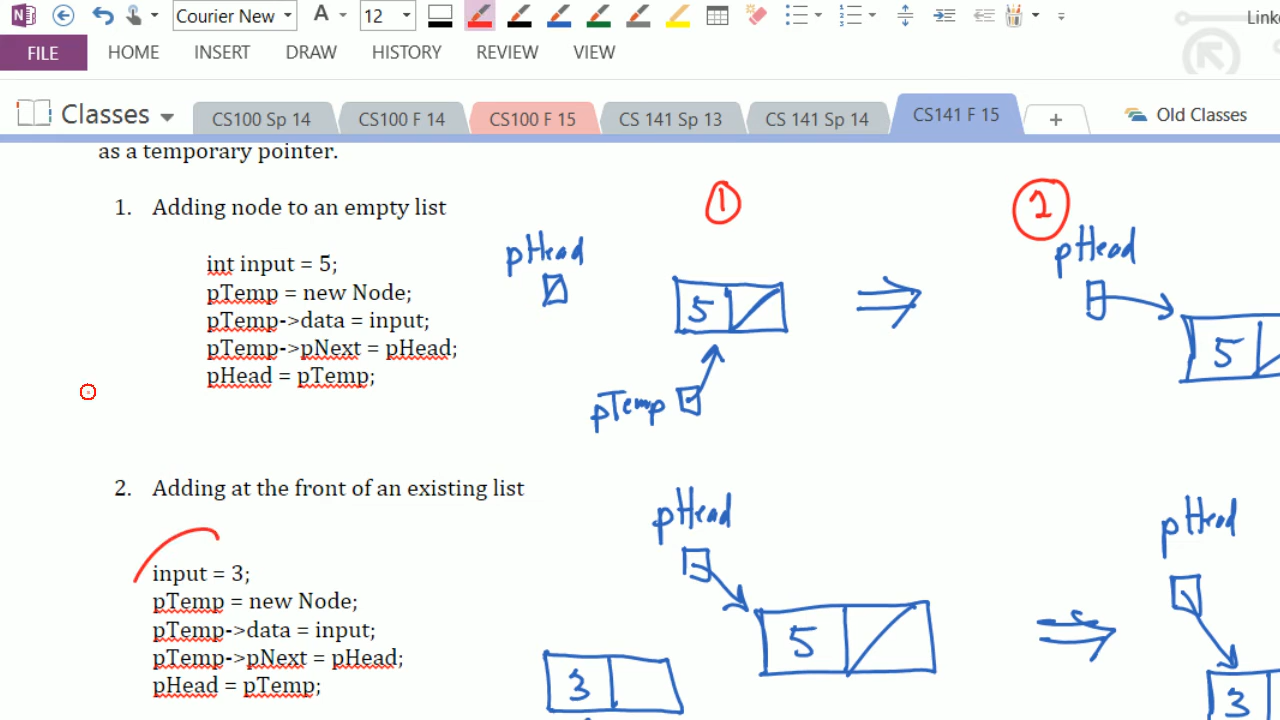 Courier New
A
12
Linke
FILE
HOME
INSERT
DRAW
HISTORY
REVIEW
VIEW
Classes
CS100 Sp 14
CS100 F 14
CS100 F 15
CS 141 Sp 13
CS 141 Sp 14
CS141 F 15
+
Old Classes
as a temporary pointer.
1. Adding node to an empty list
int input = 5;
pTemp = new Node;
pTemp->data = input;
pTemp->pNext = pHead;
pHead = pTemp;
1
pHead
5
pTemp
2
pHead
5
2. Adding at the front of an existing list
input = 3;
pTemp = new Node;
pTemp->data = input;
pTemp->pNext = pHead;
pHead = pTemp;
pHead
5
3
pHead
3